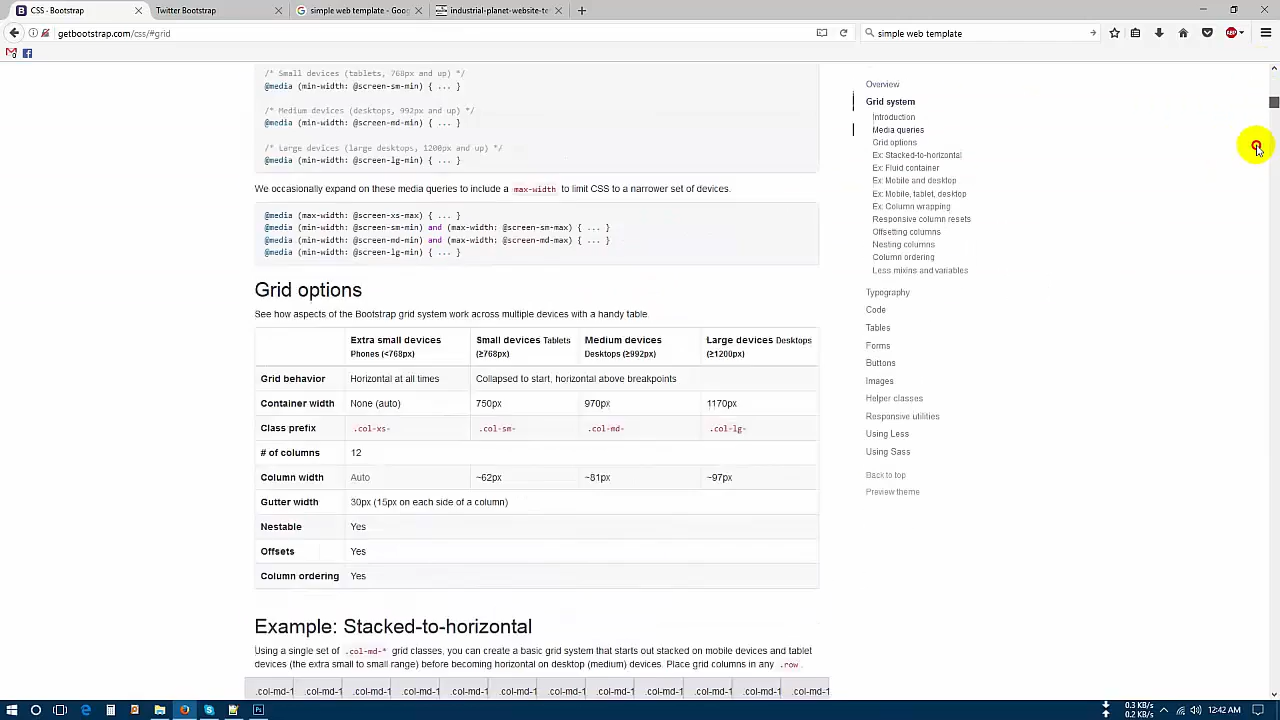 CSS · Bootstrap
Twitter Bootstrap
simple web template - Goo
industrial-planet-website-te
getbootstrap.com/css/#grid
simple web template
ABP
/* Small devices (tablets, 768px and up) */
@media (min-width: @screen-sm-min) { ... }
/* Medium devices (desktops, 992px and up) */
@media (min-width: @screen-md-min) { ... }
/* Large devices (large desktops, 1200px and up) */
@media (min-width: @screen-lg-min) { ... }
We occasionally expand on these media queries to include a max-width to limit CSS to a narrower set of devices.
@media (max-width: @screen-xs-max) { ... }
@media (min-width: @screen-sm-min) and (max-width: @screen-sm-max) { ... }
@media (min-width: @screen-md-min) and (max-width: @screen-md-max) { ... }
@media (min-width: @screen-lg-min) { ... }
Grid options
See how aspects of the Bootstrap grid system work across multiple devices with a handy table.
Extra small devices Small devices Tablets Medium devices Large devices Desktops
Phones (<768px) (≥768px) Desktops (≥992px) (≥1200px)
Grid behavior Horizontal at all times Collapsed to start, horizontal above breakpoints
Container width None (auto) 750px 970px 1170px
Class prefix .col-xs- .col-sm- .col-md- .col-lg-
# of columns 12
Column width Auto ~62px ~81px ~97px
Gutter width 30px (15px on each side of a column)
Nestable Yes
Offsets Yes
Column ordering Yes
Example: Stacked-to-horizontal
Using a single set of .col-md-* grid classes, you can create a basic grid system that starts out stacked on mobile devices and tablet
devices (the extra small to small range) before becoming horizontal on desktop (medium) devices. Place grid columns in any .row.
.col-md-1 .col-md-1 .col-md-1 .col-md-1 .col-md-1 .col-md-1 .col-md-1 .col-md-1 .col-md-1 .col-md-1 .col-md-1 .col-md-1
Overview
Grid system
Introduction
Media queries
Grid options
Ex: Stacked-to-horizontal
Ex: Fluid container
Ex: Mobile and desktop
Ex: Mobile, tablet, desktop
Ex: Column wrapping
Responsive column resets
Offsetting columns
Nesting columns
Column ordering
Less mixins and variables
Typography
Code
Tables
Forms
Buttons
Images
Helper classes
Responsive utilities
Using Less
Using Sass
Back to top
Preview theme
0.3 KB/s
0.2 KB/s
12:42 AM